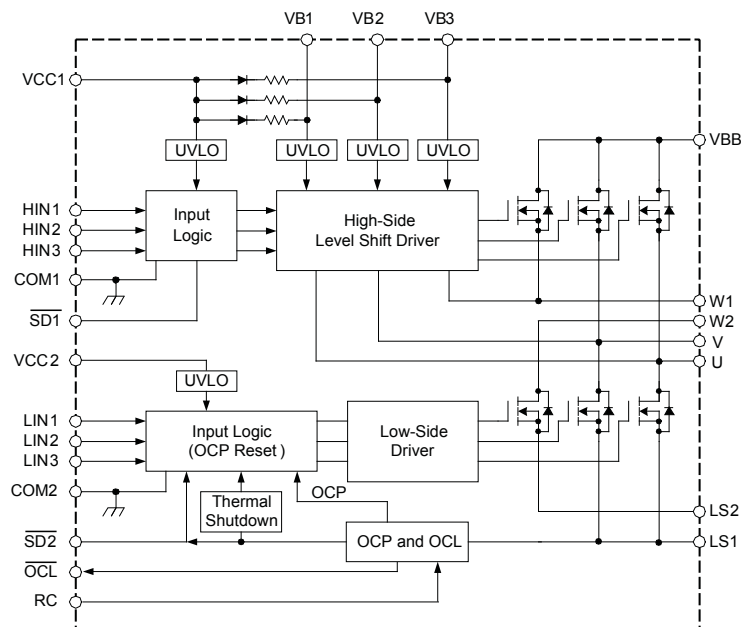 VB1 VB2 VB3
VCC1
UVLO UVLO UVLO UVLO
VBB
HIN1
HIN2
HIN3
Input
Logic
High-Side
Level Shift Driver
COM1
SD1
W1
W2
V
U
VCC2
UVLO
LIN1
LIN2
LIN3
Input Logic
(OCP Reset)
Low-Side
Driver
COM2
OCP
Thermal
Shutdown
LS2
SD2
OCP and OCL
LS1
OCL
RC